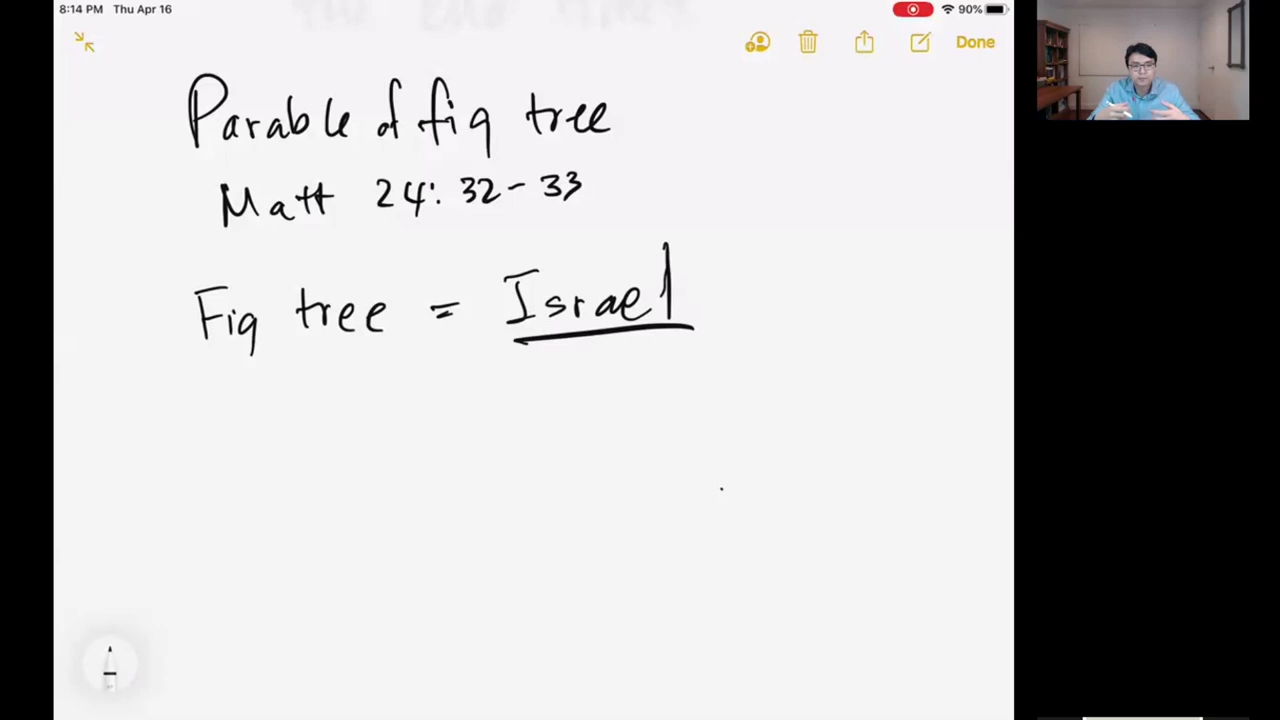 8:14 PM Thu Apr 16
90%
Done
Parable of fig tree
Matt 24: 32-33
Fig tree = Israel